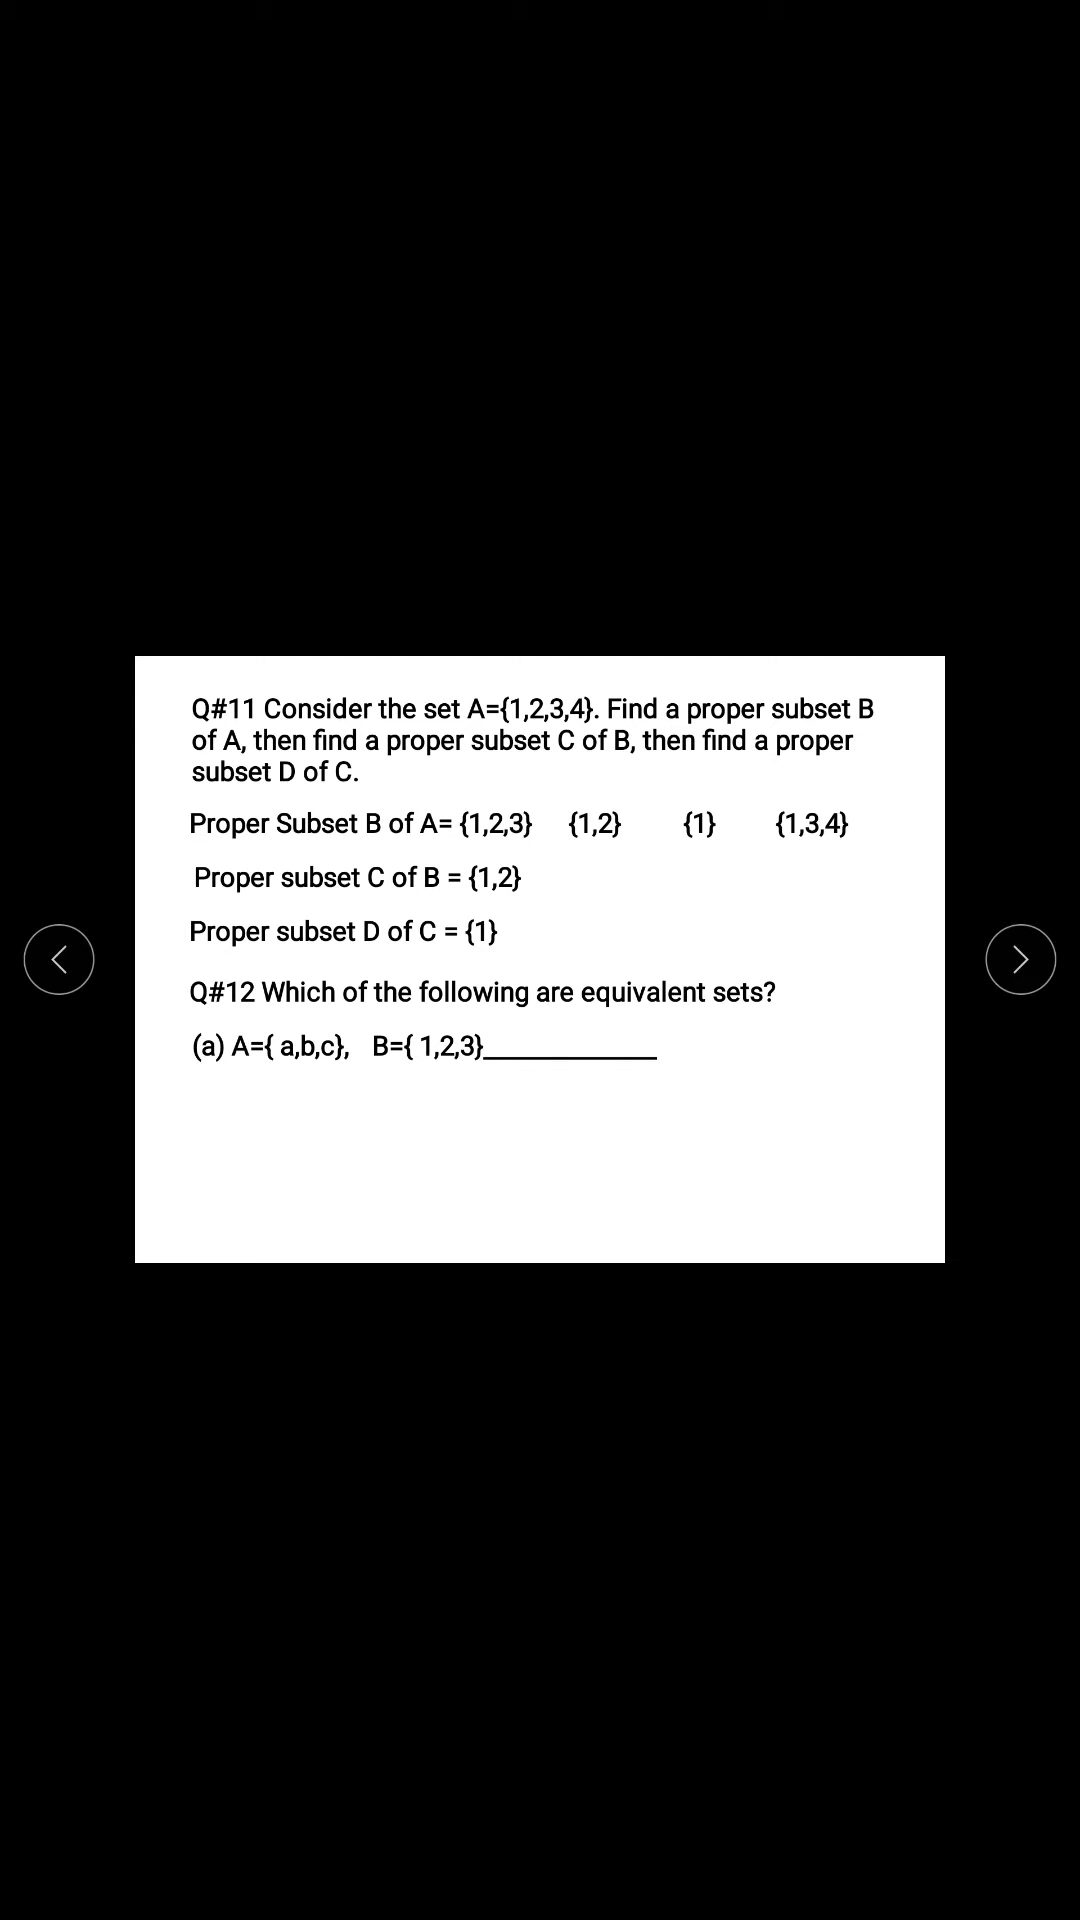 Q#11 Consider the set A={1,2,3,4}. Find a proper subset B
of A, then find a proper subset C of B, then find a proper
subset D of C.
Proper Subset B of A= {1,2,3} {1,2} {1} {1,3,4}
Proper subset C of B = {1,2}
Proper subset D of C = {1}
Q#12 Which of the following are equivalent sets?
(a) A={ a,b,c}, B={ 1,2,3}_____________